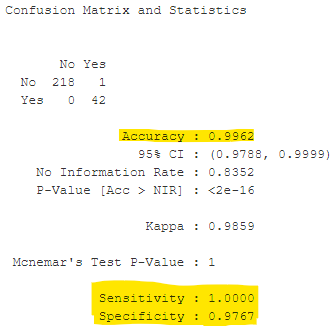 Confusion Matrix and Statistics
No Yes
No 218 1
Yes 0 42
Accuracy : 0.9962
95% CI : (0.9788, 0.9999)
No Information Rate : 0.8352
P-Value [Acc > NIR] : <2e-16
Kappa : 0.9859
Mcnemar's Test P-Value : 1
Sensitivity : 1.0000
Specificity : 0.9767